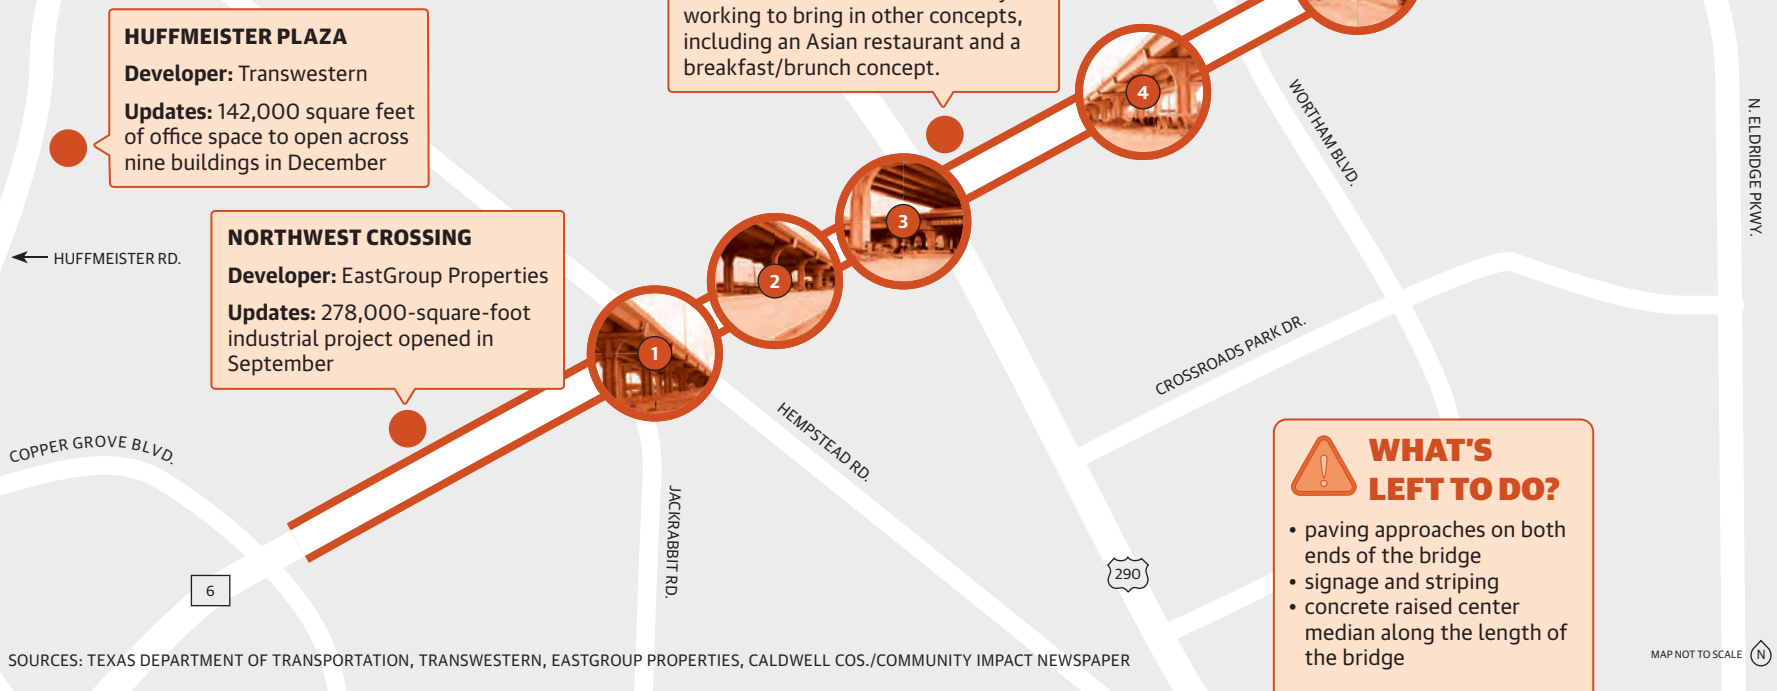 HUFFMEISTER PLAZA
Developer: Transwestern
Updates: 142,000 square feet
of office space to open across
nine buildings in December
working to bring in other concepts,
including an Asian restaurant and a
breakfast/brunch concept.
4
WORTHAM BLVD.
N. ELDRIDGE PKWY.
3
NORTHWEST CROSSING
Developer: EastGroup Properties
Updates: 278,000-square-foot
industrial project opened in
September
HUFFMEISTER RD.
2
1
CROSSROADS PARK DR.
HEMPSTEAD RD.
COPPER GROVE BLVD.
JACKRABBIT RD.
290
6
WHAT'S
LEFT TO DO?
• paving approaches on both
ends of the bridge
• signage and striping
• concrete raised center
median along the length of
the bridge
SOURCES: TEXAS DEPARTMENT OF TRANSPORTATION, TRANSWESTERN, EASTGROUP PROPERTIES, CALDWELL COS./COMMUNITY IMPACT NEWSPAPER
MAP NOT TO SCALE N